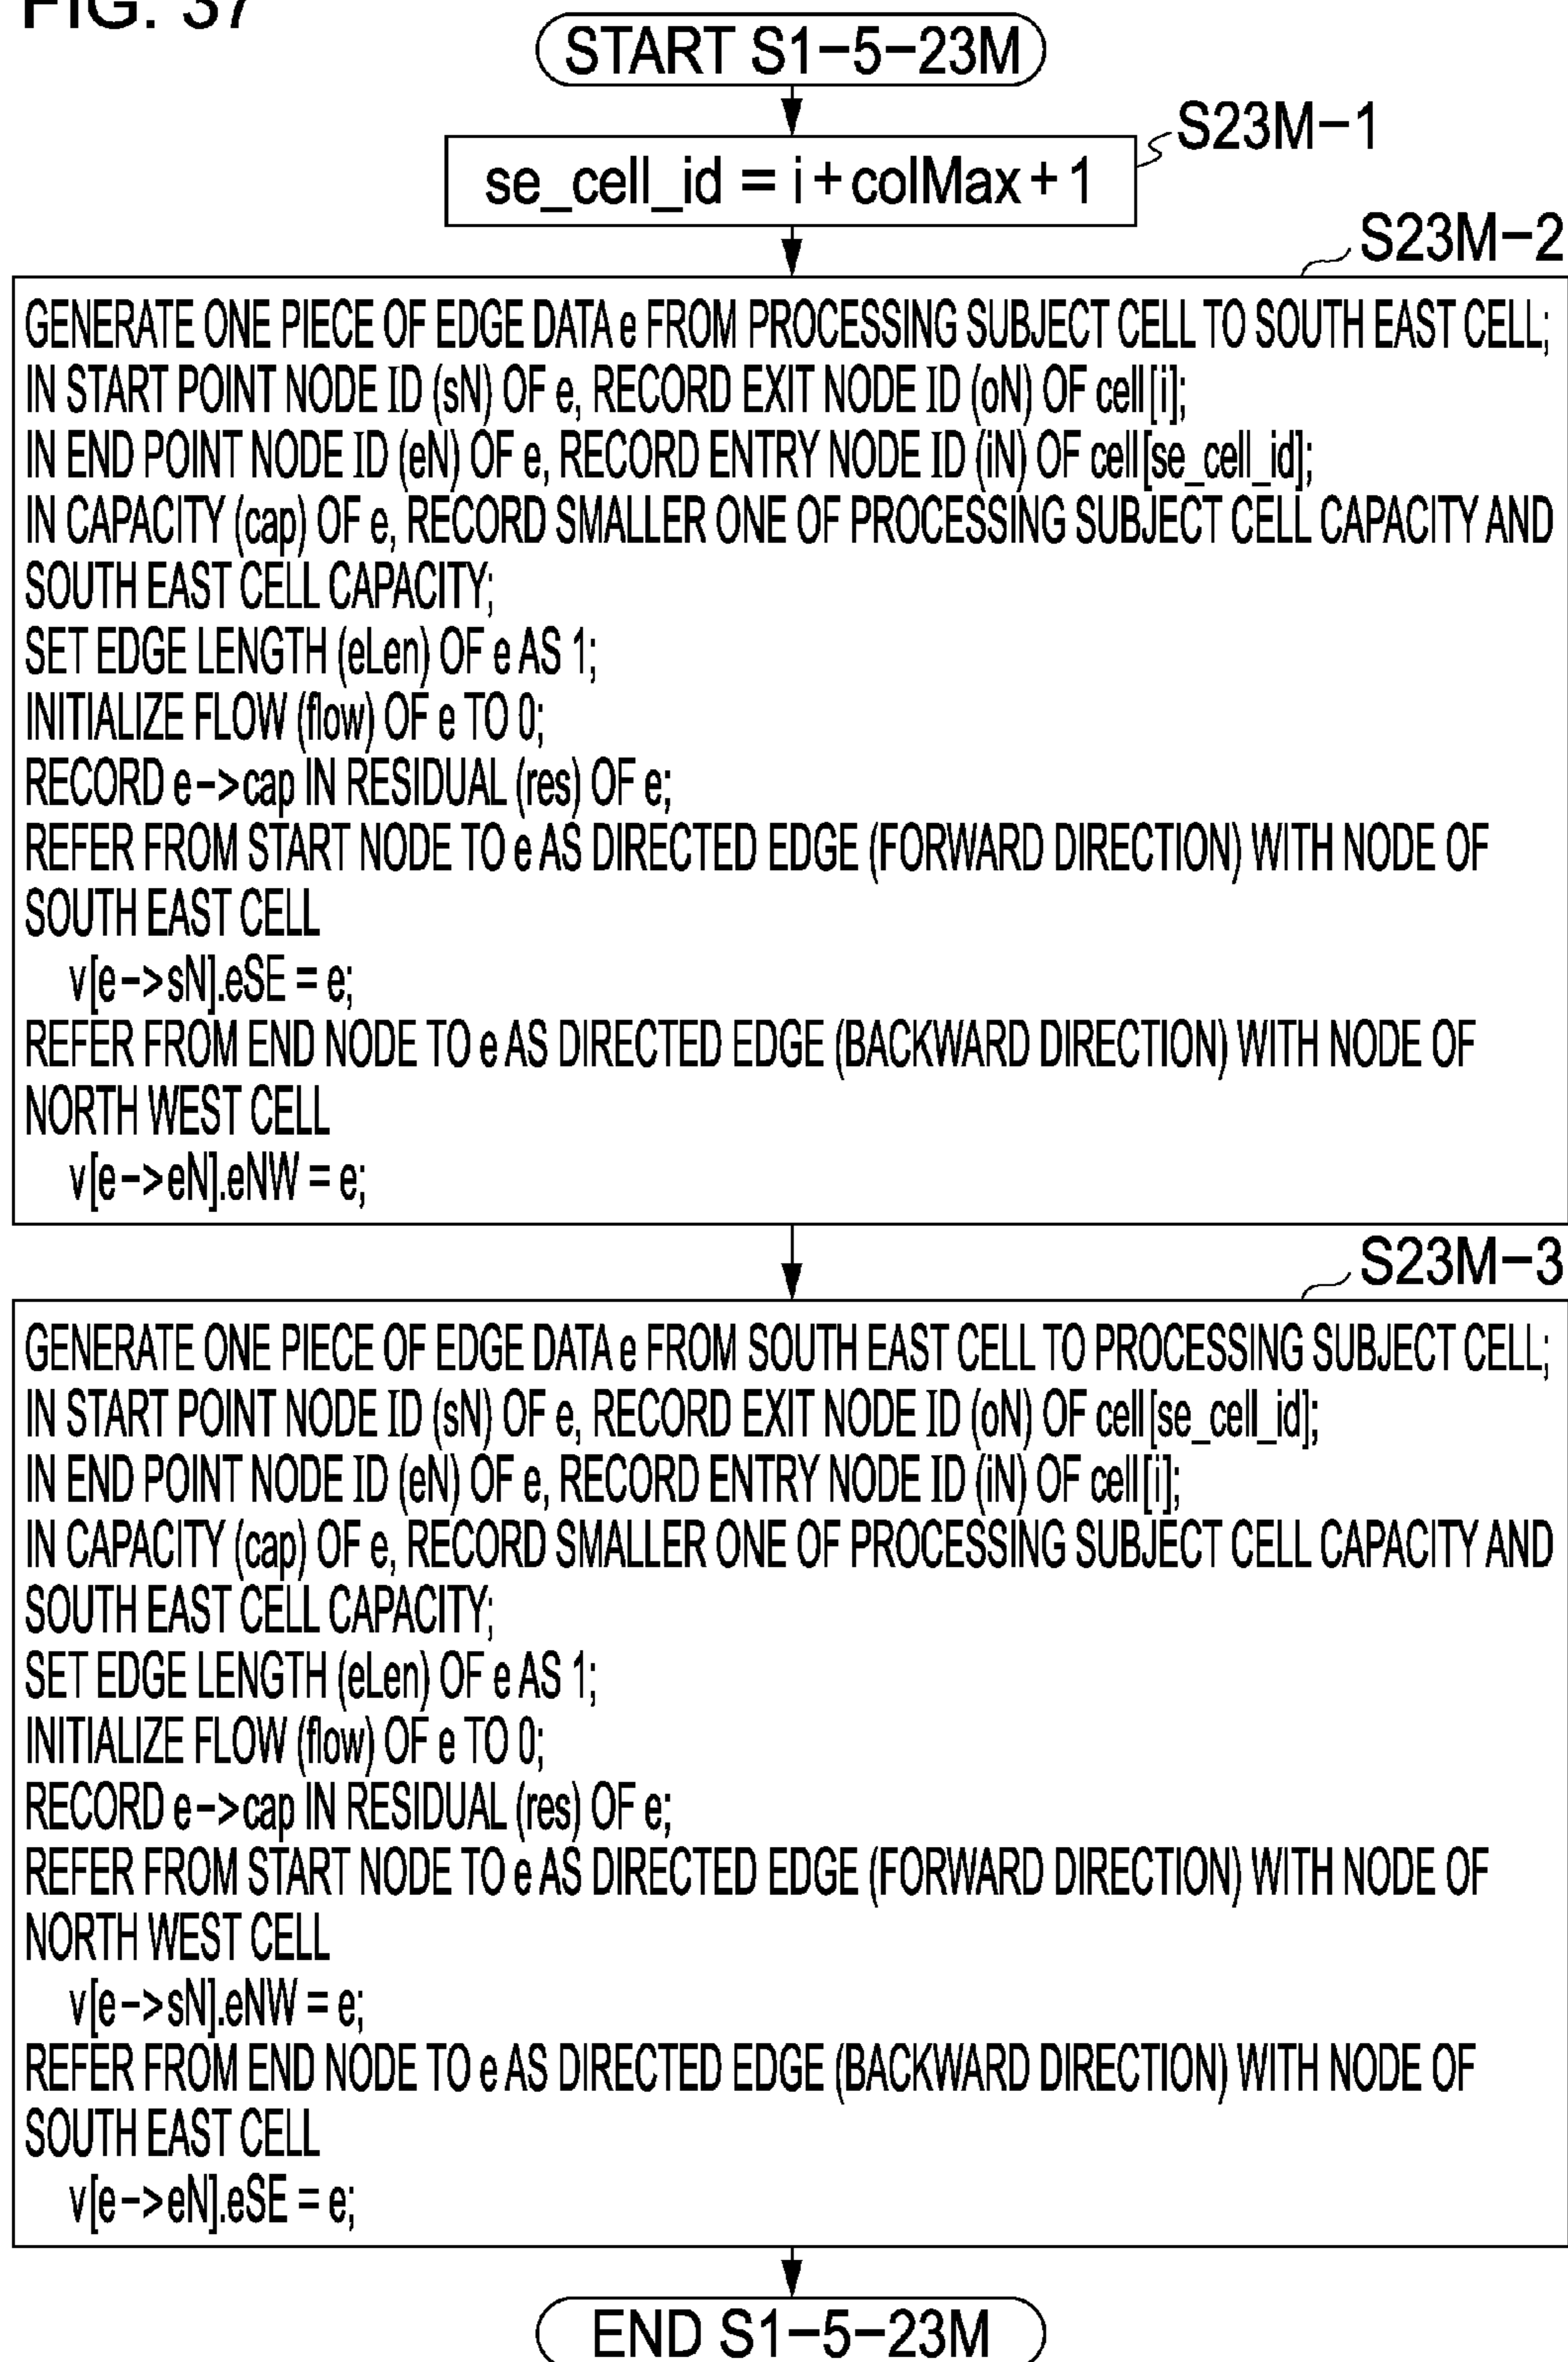 FIG. 37
START S1-5-23M
S23M-1
se_cell_id = i + colMax + 1
S23M-2
GENERATE ONE PIECE OF EDGE DATA e FROM PROCESSING SUBJECT CELL TO SOUTH EAST CELL;
IN START POINT NODE ID (sN) OF e, RECORD EXIT NODE ID (oN) OF cell[i];
IN END POINT NODE ID (eN) OF e, RECORD ENTRY NODE ID (iN) OF cell[se_cell_id];
IN CAPACITY (cap) OF e, RECORD SMALLER ONE OF PROCESSING SUBJECT CELL CAPACITY AND
SOUTH EAST CELL CAPACITY;
SET EDGE LENGTH (eLen) OF e AS 1;
INITIALIZE FLOW (flow) OF e TO 0;
RECORD e->cap IN RESIDUAL (res) OF e;
REFER FROM START NODE TO e AS DIRECTED EDGE (FORWARD DIRECTION) WITH NODE OF
SOUTH EAST CELL
v[e->sN].eSE = e;
REFER FROM END NODE TO e AS DIRECTED EDGE (BACKWARD DIRECTION) WITH NODE OF
NORTH WEST CELL
v[e->eN].eNW = e;
S23M-3
GENERATE ONE PIECE OF EDGE DATA e FROM SOUTH EAST CELL TO PROCESSING SUBJECT CELL;
IN START POINT NODE ID (sN) OF e, RECORD EXIT NODE ID (oN) OF cell[se_cell_id];
IN END POINT NODE ID (eN) OF e, RECORD ENTRY NODE ID (iN) OF cell[i];
IN CAPACITY (cap) OF e, RECORD SMALLER ONE OF PROCESSING SUBJECT CELL CAPACITY AND
SOUTH EAST CELL CAPACITY;
SET EDGE LENGTH (eLen) OF e AS 1;
INITIALIZE FLOW (flow) OF e TO 0;
RECORD e->cap IN RESIDUAL (res) OF e;
REFER FROM START NODE TO e AS DIRECTED EDGE (FORWARD DIRECTION) WITH NODE OF
NORTH WEST CELL
v[e->sN].eNW = e;
REFER FROM END NODE TO e AS DIRECTED EDGE (BACKWARD DIRECTION) WITH NODE OF
SOUTH EAST CELL
v[e->eN].eSE = e;
END S1-5-23M